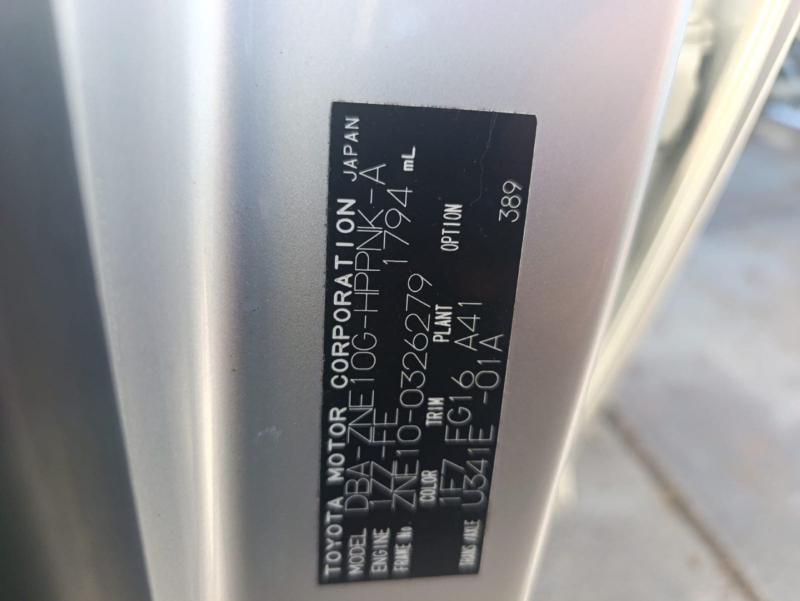 TOYOTA MOTOR CORPORATION JAPAN
MODEL DBA-ZNE10G-HPPNK-A
ENGINE 1ZZ-FE 1794 mL
FRAME No. ZNE10-0326279
COLOR TRIM PLANT OPTION
1E7 FG16 A41
TRANS/AXLE U341E -01A 389